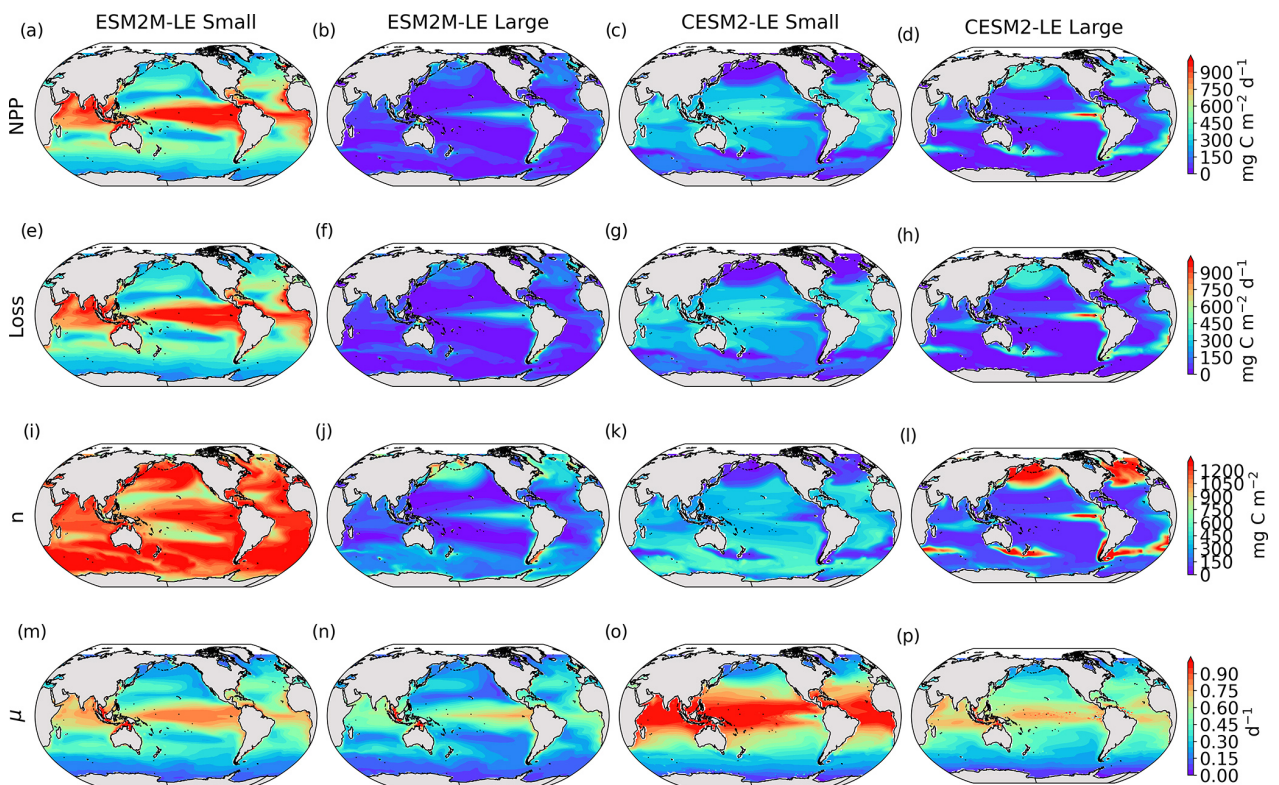 ESM2M-LE Small
ESM2M-LE Large
CESM2-LE Small
CESM2-LE Large
(a)
(b)
(c)
(d)
NPP
900
750
600
450
300
150
0
mg C m⁻² d⁻¹
(e)
(f)
(g)
(h)
Loss
900
750
600
450
300
150
0
mg C m⁻² d⁻¹
(i)
(j)
(k)
(l)
n
1200
1050
900
750
600
450
300
150
0
mg C m⁻²
(m)
(n)
(o)
(p)
μ
0.90
0.75
0.60
0.45
0.30
0.15
0.00
d⁻¹